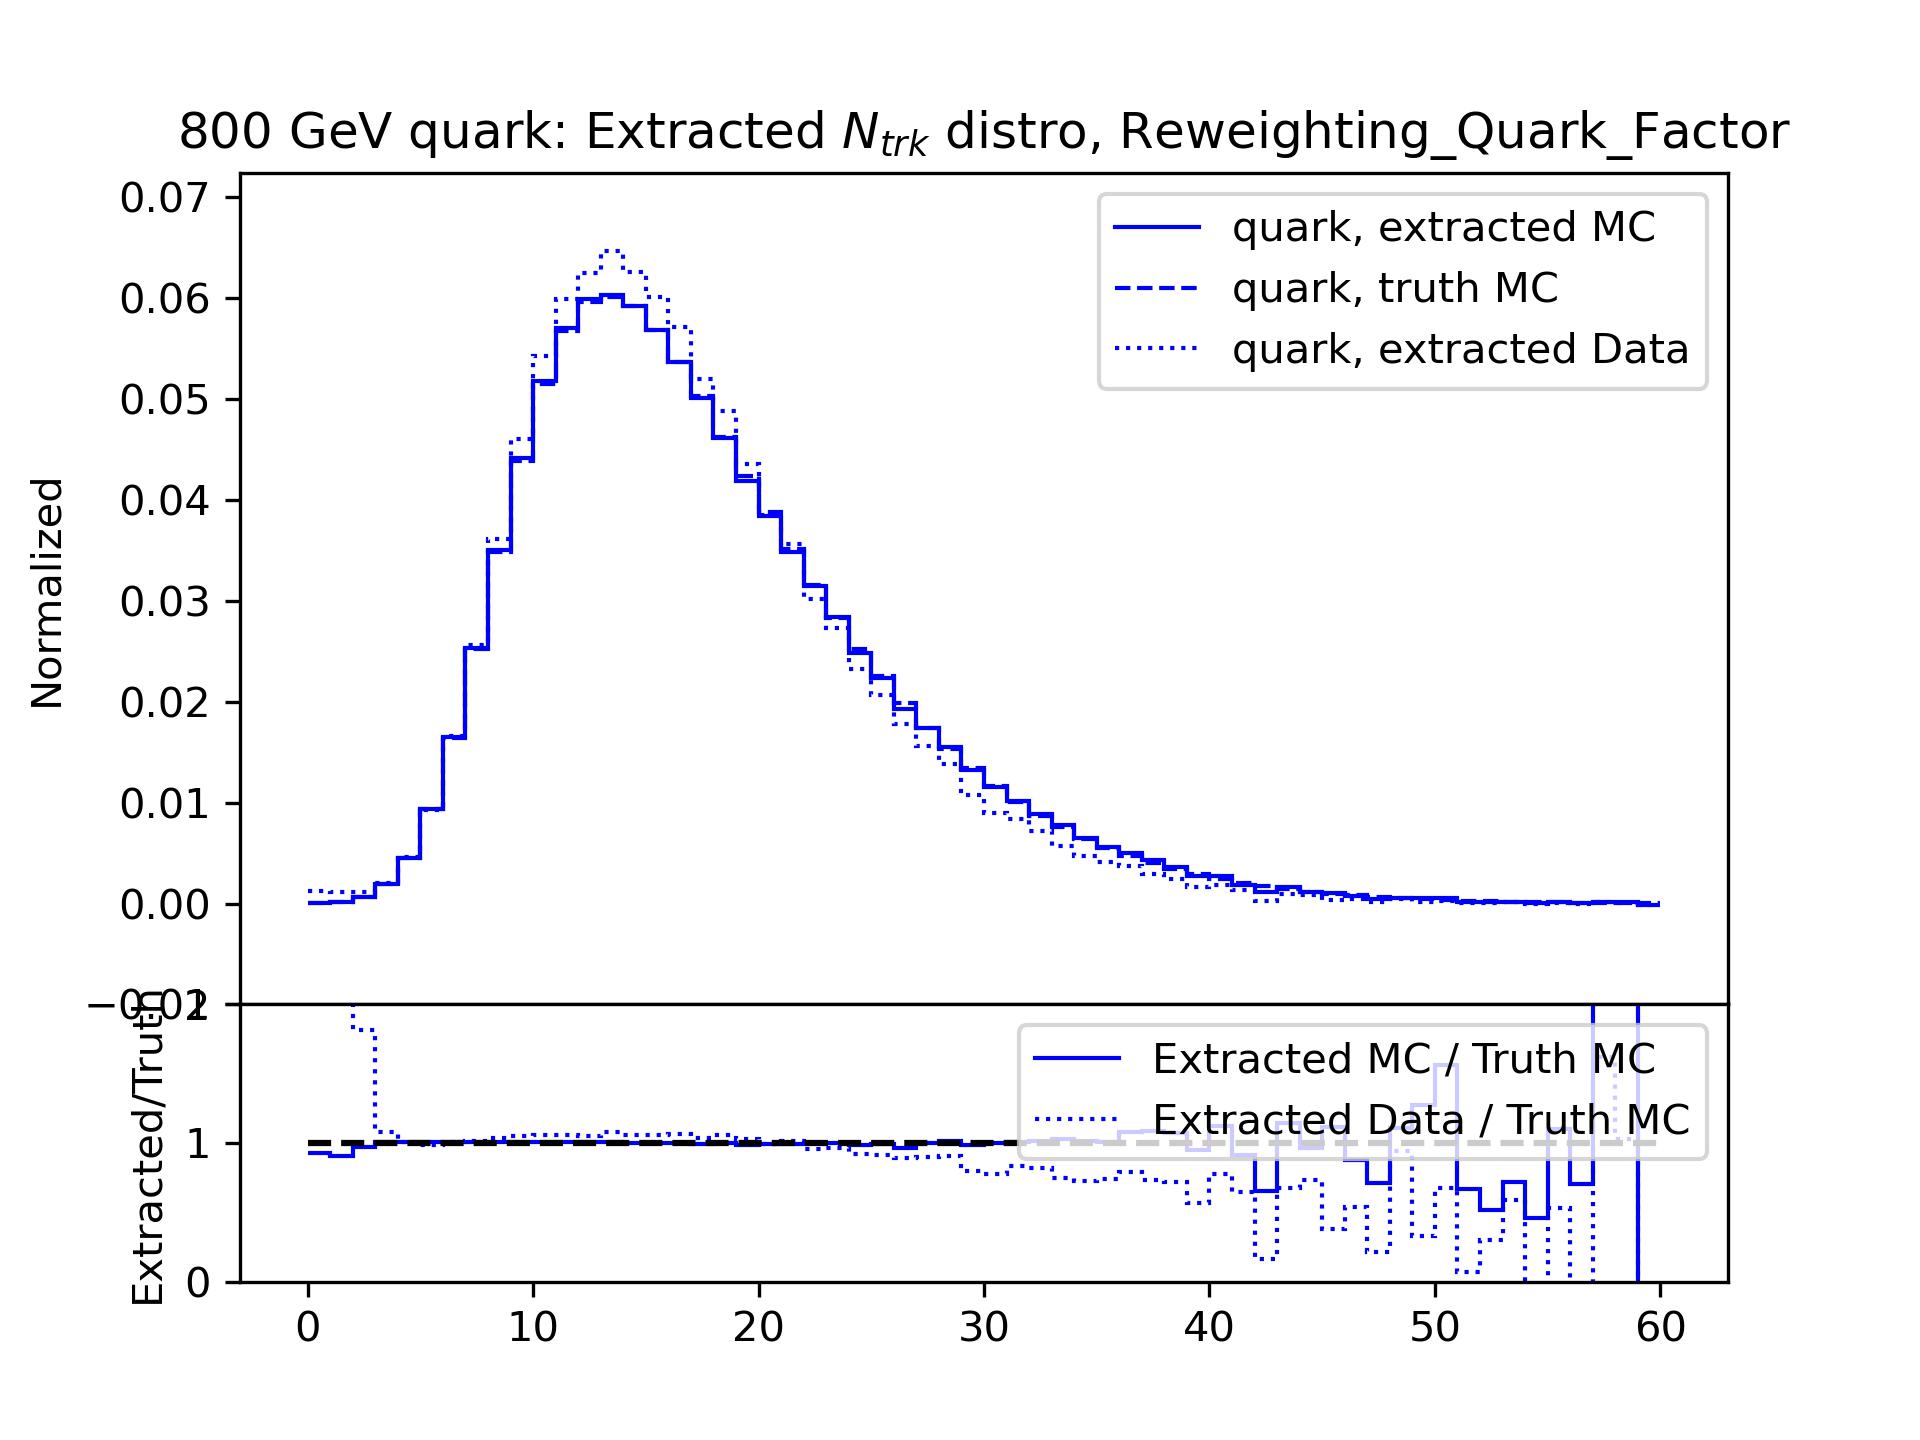 800 GeV quark: Extracted N_trk distro, Reweighting_Quark_Factor
0.07
0.06
0.05
0.04
0.03
0.02
0.01
0.00
−0.01
Normalized
quark, extracted MC
quark, truth MC
quark, extracted Data
2
1
0
Extracted/Truth
Extracted MC / Truth MC
Extracted Data / Truth MC
0 10 20 30 40 50 60